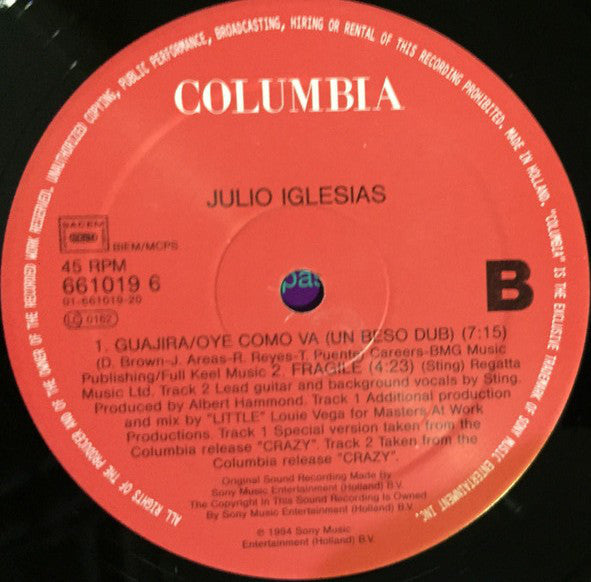 ALL RIGHTS OF THE PRODUCER AND OF THE OWNER OF THE RECORDED WORK RESERVED. UNAUTHORIZED COPYING, PUBLIC PERFORMANCE, BROADCASTING, HIRING OR RENTAL OF THIS RECORDING PROHIBITED. MADE IN HOLLAND. "COLUMBIA" IS THE EXCLUSIVE TRADEMARK OF SONY MUSIC ENTERTAINMENT INC.
COLUMBIA
JULIO IGLESIAS
SACEM
BIEM/MCPS
45 RPM
661019 6
01-661019-20
LC 0162
pas
B
1. GUAJIRA/OYE COMO VA (UN BESO DUB) (7:15)
(D. Brown-J. Areas-R. Reyes-T. Puente) Careers-BMG Music
Publishing/Full Keel Music 2. FRAGILE (4:23) (Sting) Regatta
Music Ltd. Track 2 Lead guitar and background vocals by Sting.
Produced by Albert Hammond. Track 1 Additional production
and mix by "LITTLE" Louie Vega for Masters At Work
Productions. Track 1 Special version taken from the
Columbia release "CRAZY". Track 2 Taken from the
Columbia release "CRAZY".
Original Sound Recording Made By
Sony Music Entertainment (Holland) B.V.
The Copyright In This Sound Recording Is Owned
By Sony Music Entertainment (Holland) B.V.
℗ 1994 Sony Music
Entertainment (Holland) B.V.